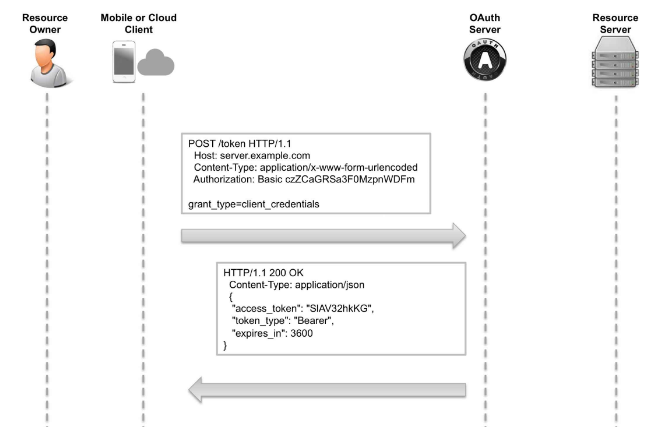 Resource
Owner
Mobile or Cloud
Client
OAuth
Server
Resource
Server
OAUTH
A
POST /token HTTP/1.1
Host: server.example.com
Content-Type: application/x-www-form-urlencoded
Authorization: Basic czZCaGRSa3F0MzpnWDFm
grant_type=client_credentials
HTTP/1.1 200 OK
Content-Type: application/json
{
"access_token": "SlAV32hkKG",
"token_type": "Bearer",
"expires_in": 3600
}